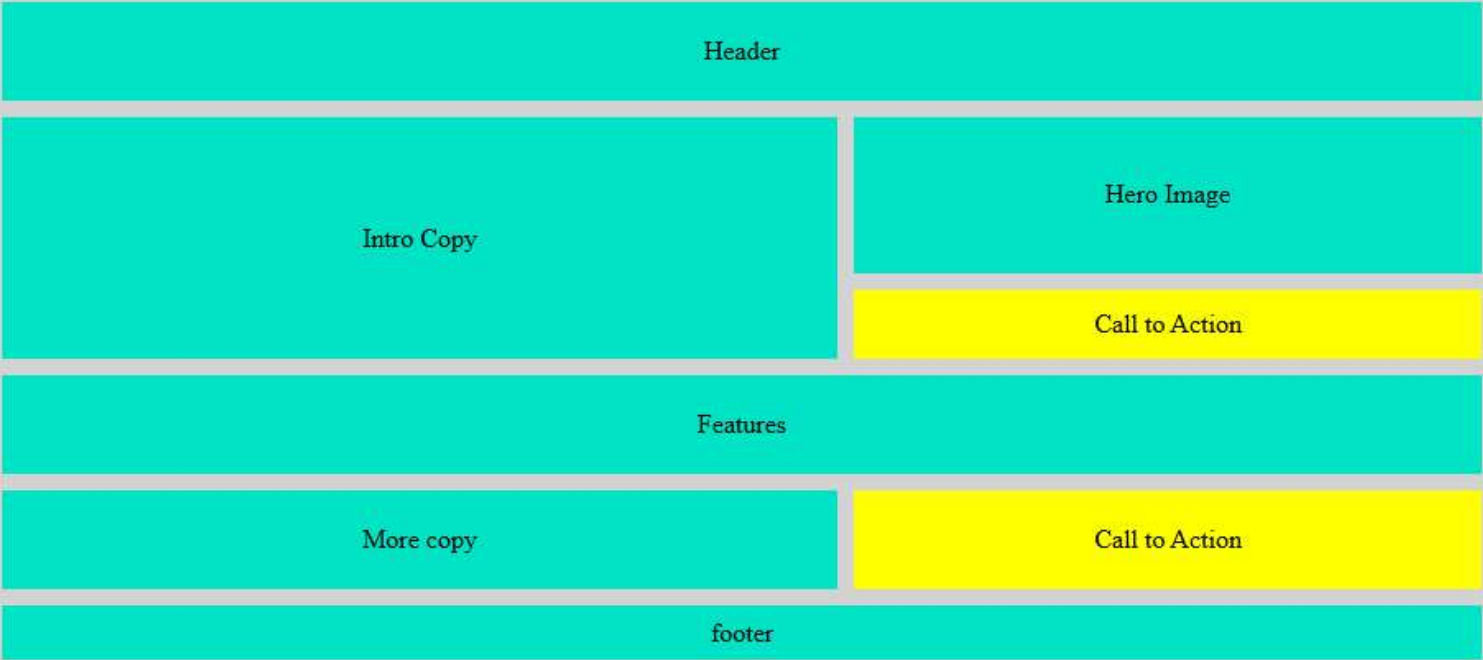 Header
Intro Copy
Hero Image
Call to Action
Features
More copy
Call to Action
footer